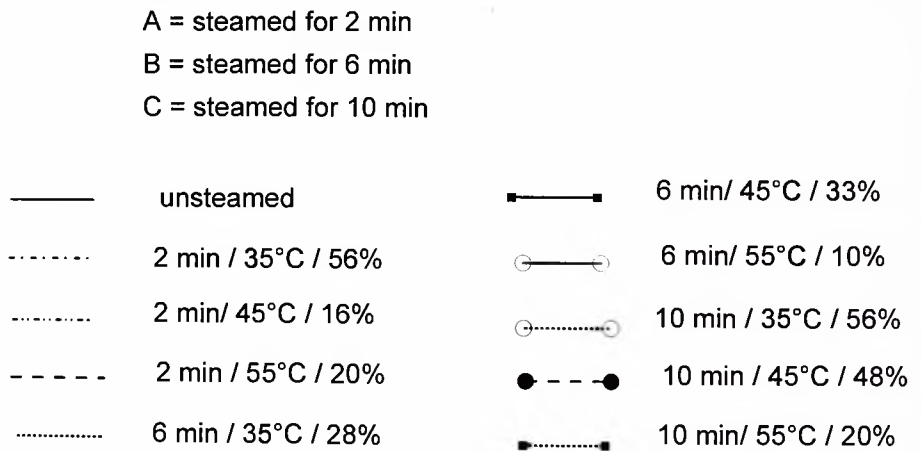 A = steamed for 2 min
B = steamed for 6 min
C = steamed for 10 min
unsteamed
2 min / 35°C / 56%
2 min/ 45°C / 16%
2 min / 55°C / 20%
6 min / 35°C / 28%
6 min/ 45°C / 33%
6 min/ 55°C / 10%
10 min / 35°C / 56%
10 min / 45°C / 48%
10 min/ 55°C / 20%